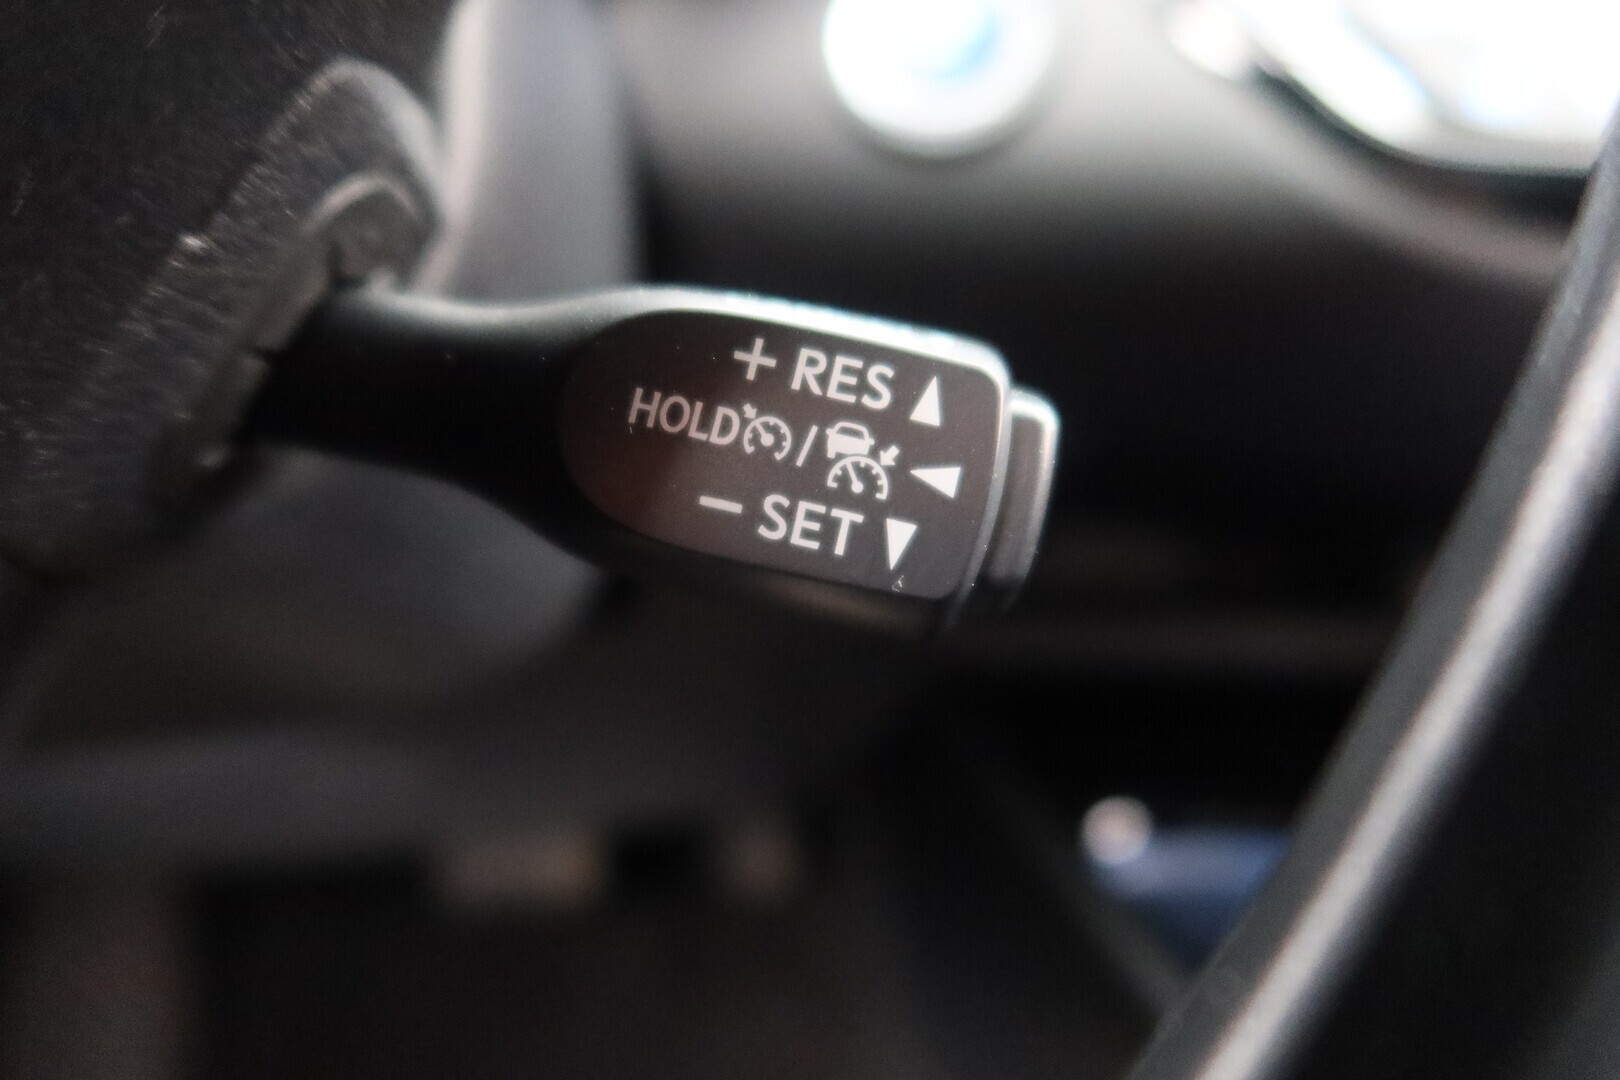 + RES
HOLD /
- SET